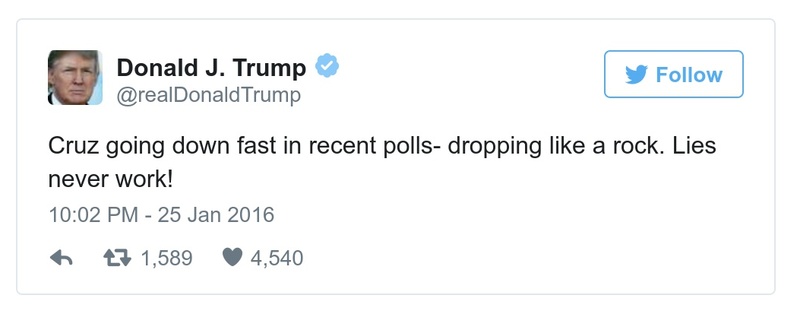 Donald J. Trump
@realDonaldTrump
Follow
Cruz going down fast in recent polls- dropping like a rock. Lies
never work!
10:02 PM - 25 Jan 2016
1,589 4,540